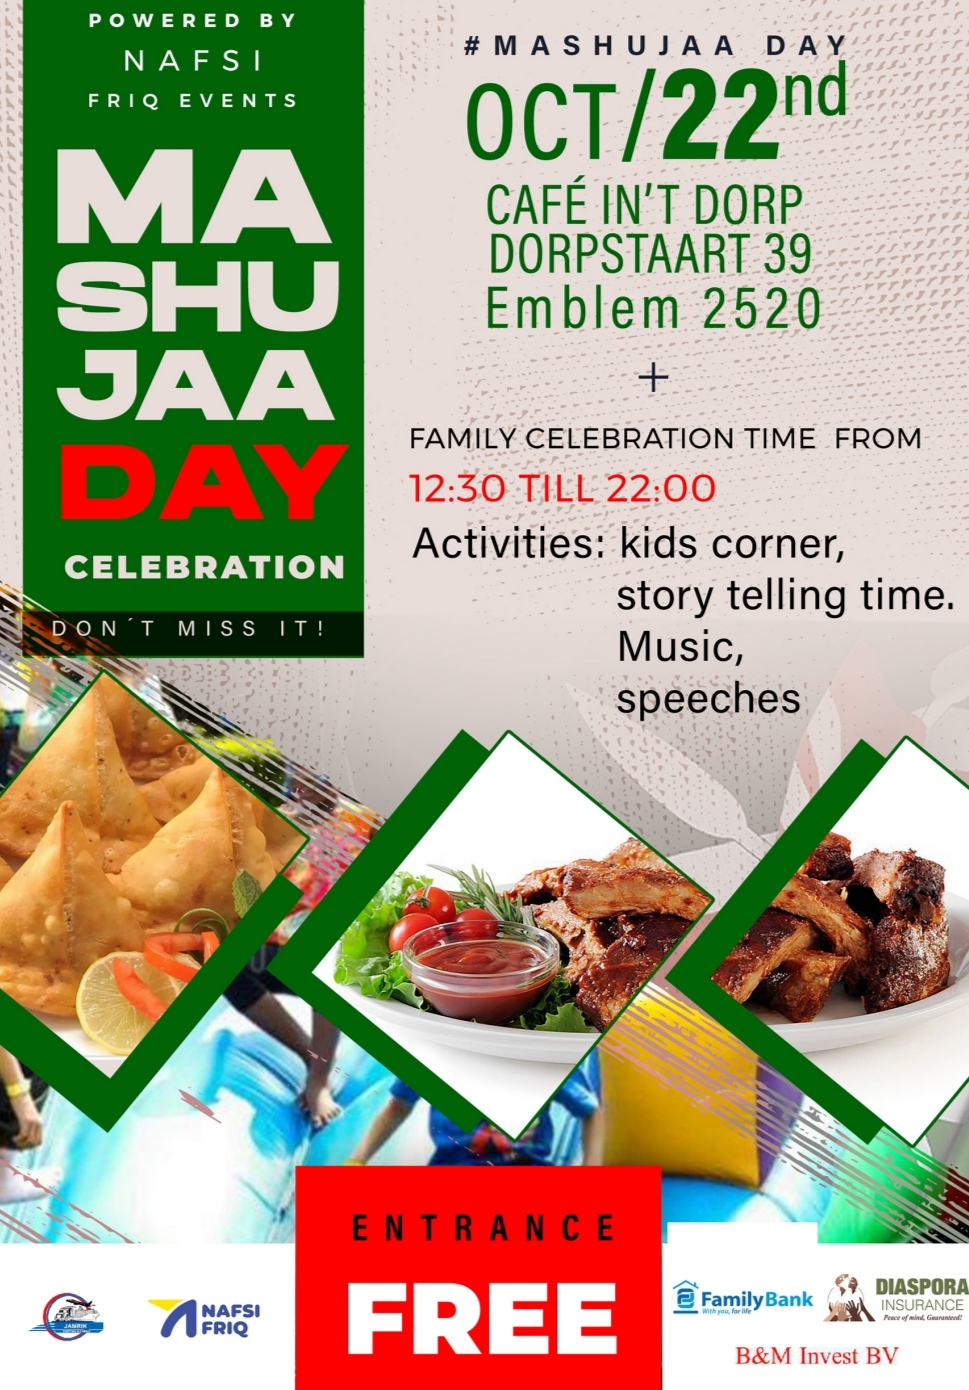 POWERED BY
NAFSI
FRIQ EVENTS
MA
SHU
JAA
DAY
CELEBRATION
DON´T MISS IT!
#MASHUJAA DAY
OCT/22nd
CAFÉ IN'T DORP
DORPSTAART 39
Emblem 2520
+
FAMILY CELEBRATION TIME FROM
12:30 TILL 22:00
Activities: kids corner,
story telling time.
Music,
speeches
ENTRANCE
FREE
JAMRIK
NAFSI
FRIQ
FamilyBank
With you, for life
DIASPORA
INSURANCE
Peace of mind, Guaranteed!
B&M Invest BV